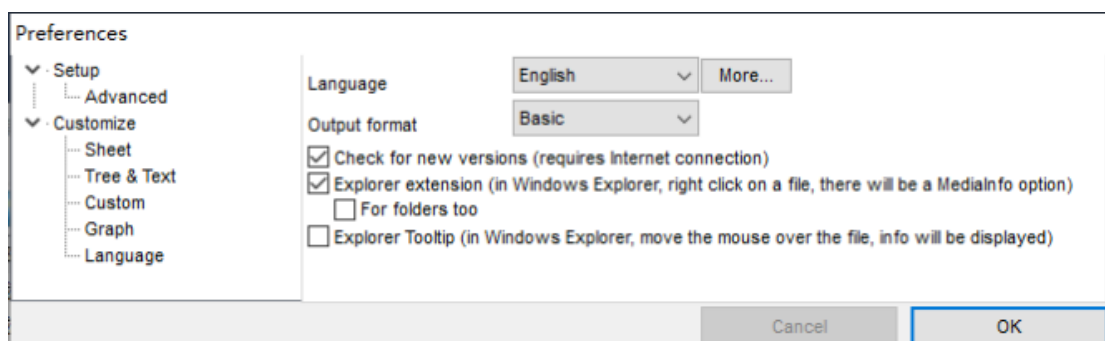 Preferences
Setup
Advanced
Customize
Sheet
Tree & Text
Custom
Graph
Language
Language English More...
Output format Basic
Check for new versions (requires Internet connection)
Explorer extension (in Windows Explorer, right click on a file, there will be a MediaInfo option)
For folders too
Explorer Tooltip (in Windows Explorer, move the mouse over the file, info will be displayed)
Cancel OK